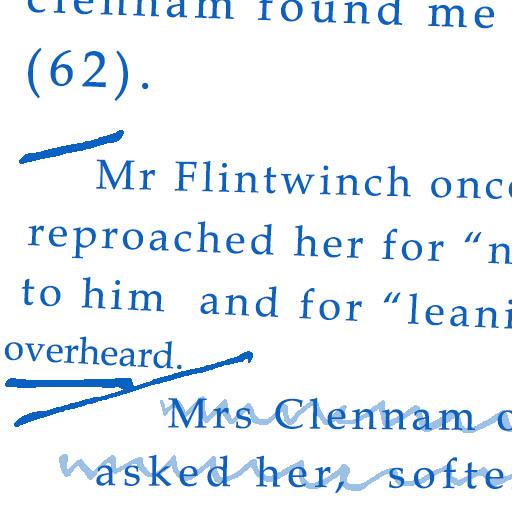 clennam found me
(62).
Mr Flintwinch once
reproached her for “n
to him and for “leani
overheard.
Mrs Clennam o
asked her, softe